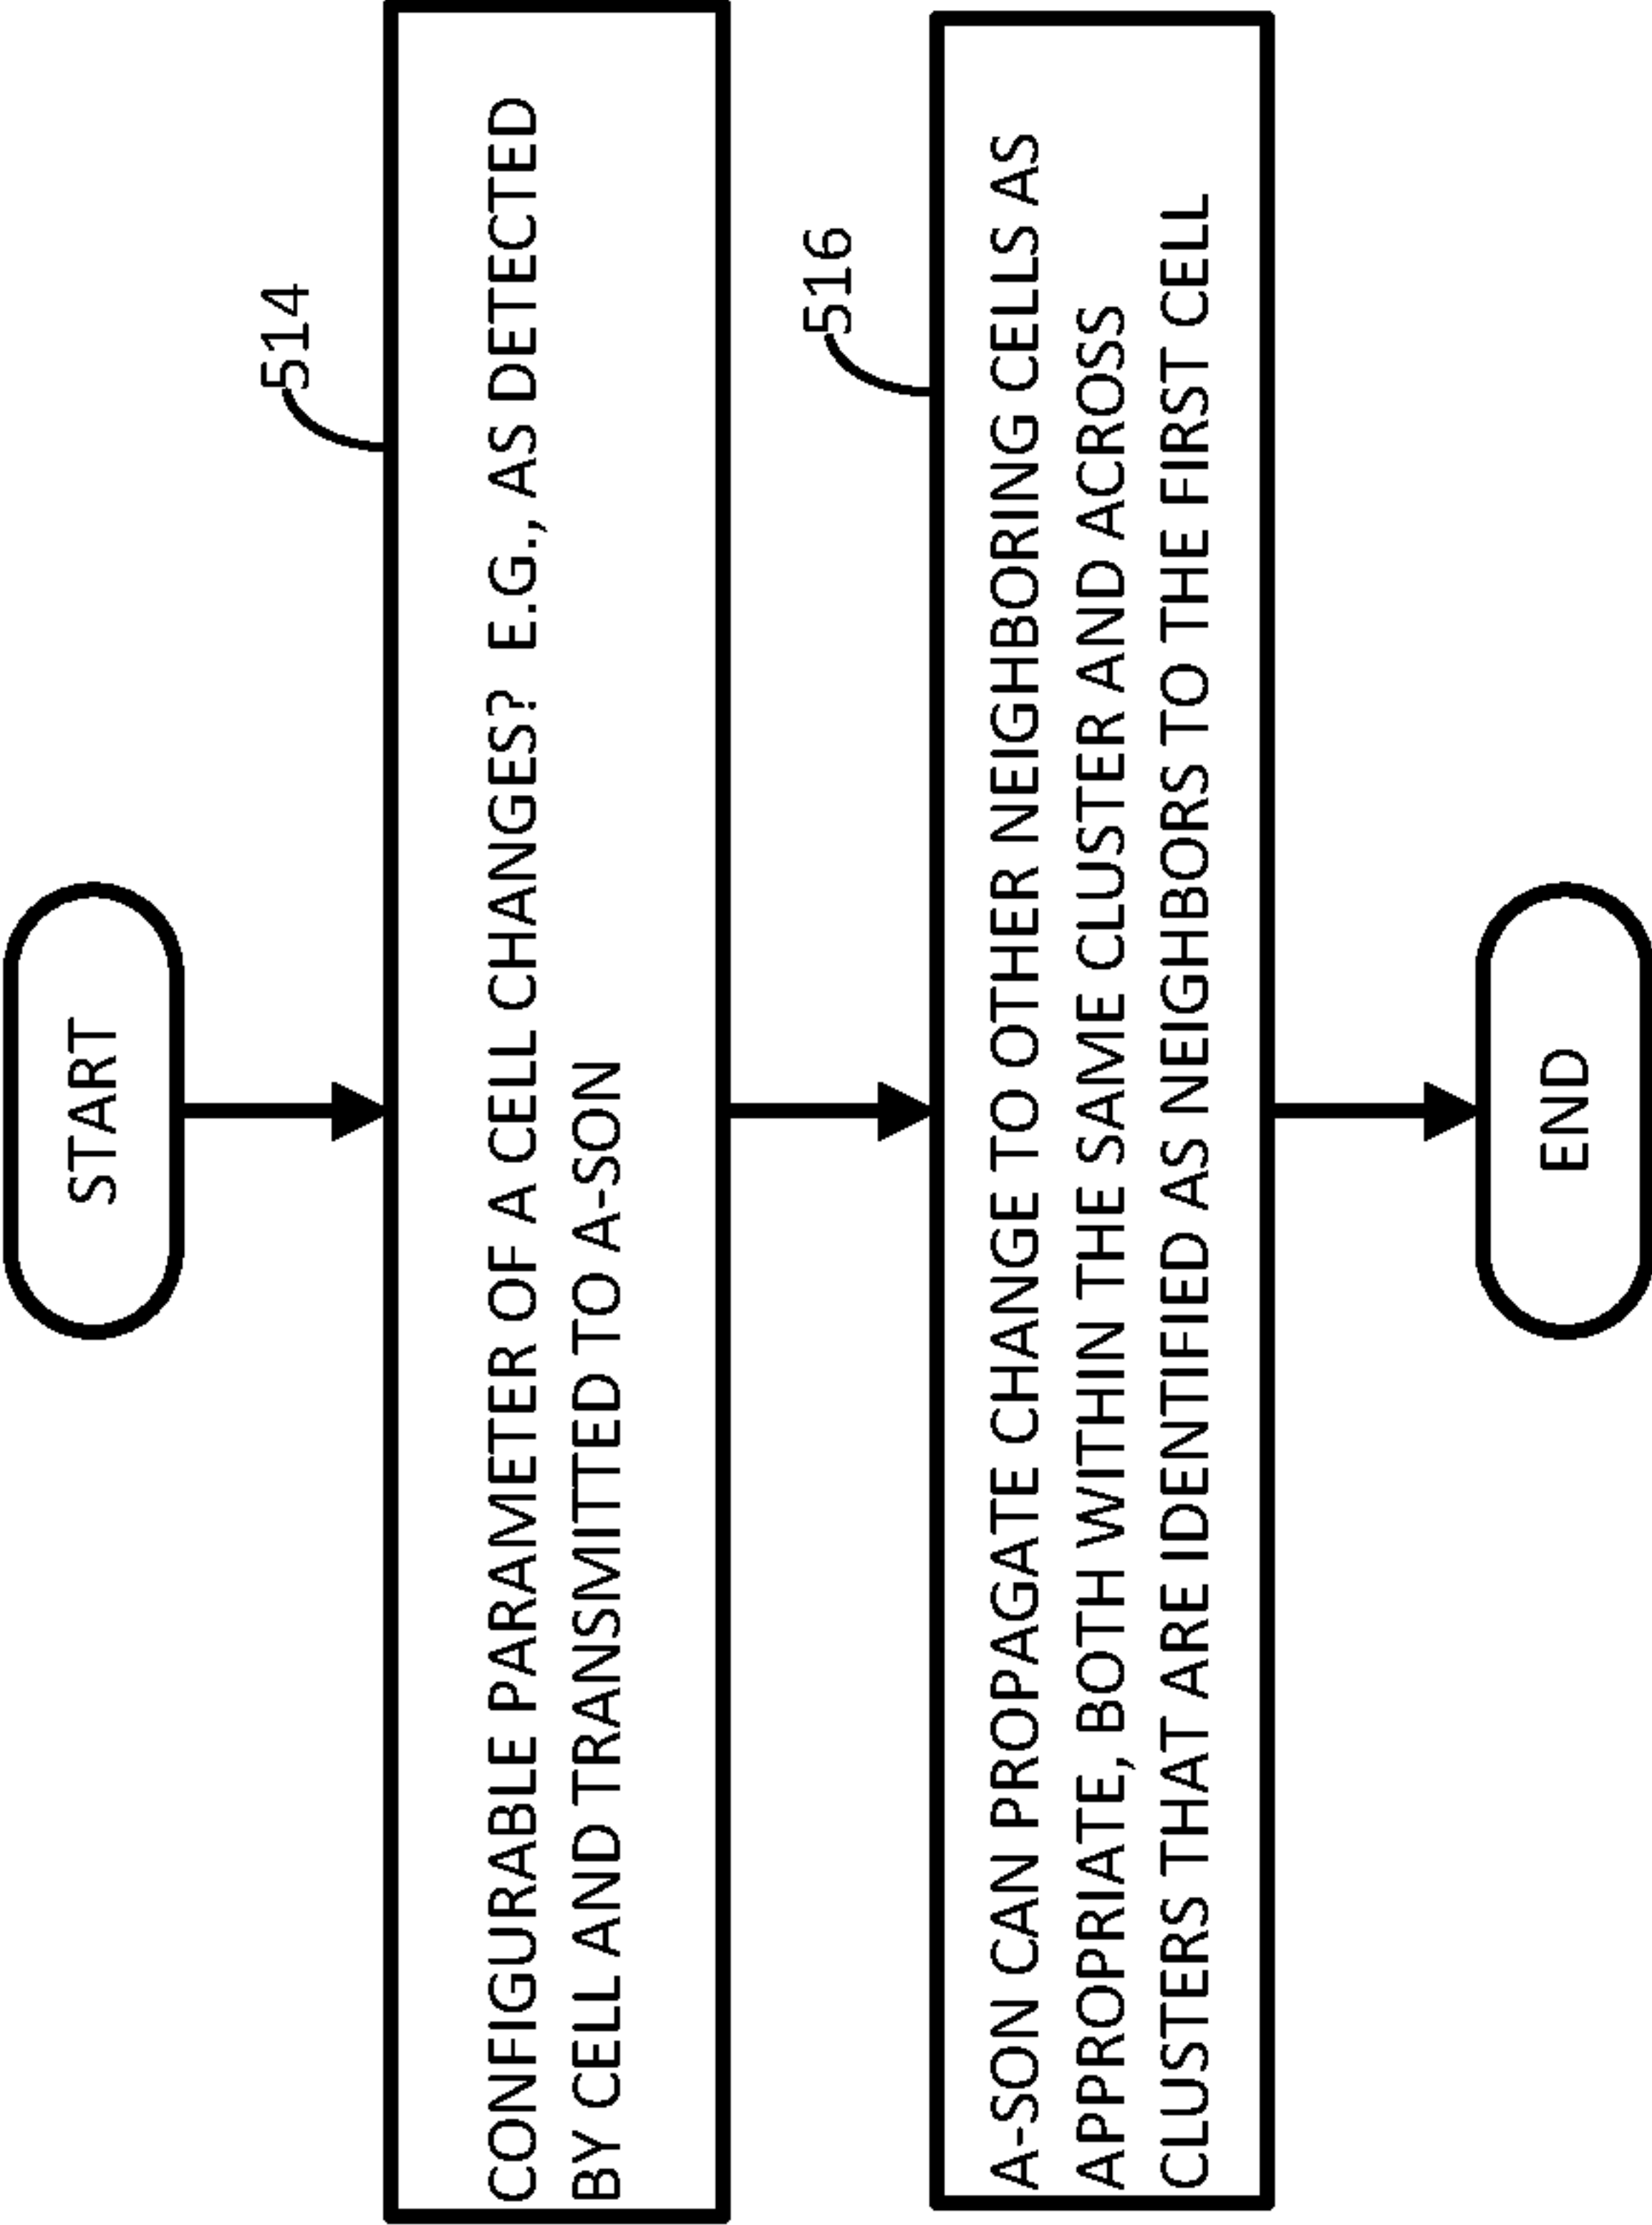 START
514
CONFIGURABLE PARAMETER OF A CELL CHANGES? E.G., AS DETECTED
BY CELL AND TRANSMITTED TO A-SON
516
A-SON CAN PROPAGATE CHANGE TO OTHER NEIGHBORING CELLS AS
APPROPRIATE, BOTH WITHIN THE SAME CLUSTER AND ACROSS
CLUSTERS THAT ARE IDENTIFIED AS NEIGHBORS TO THE FIRST CELL
END